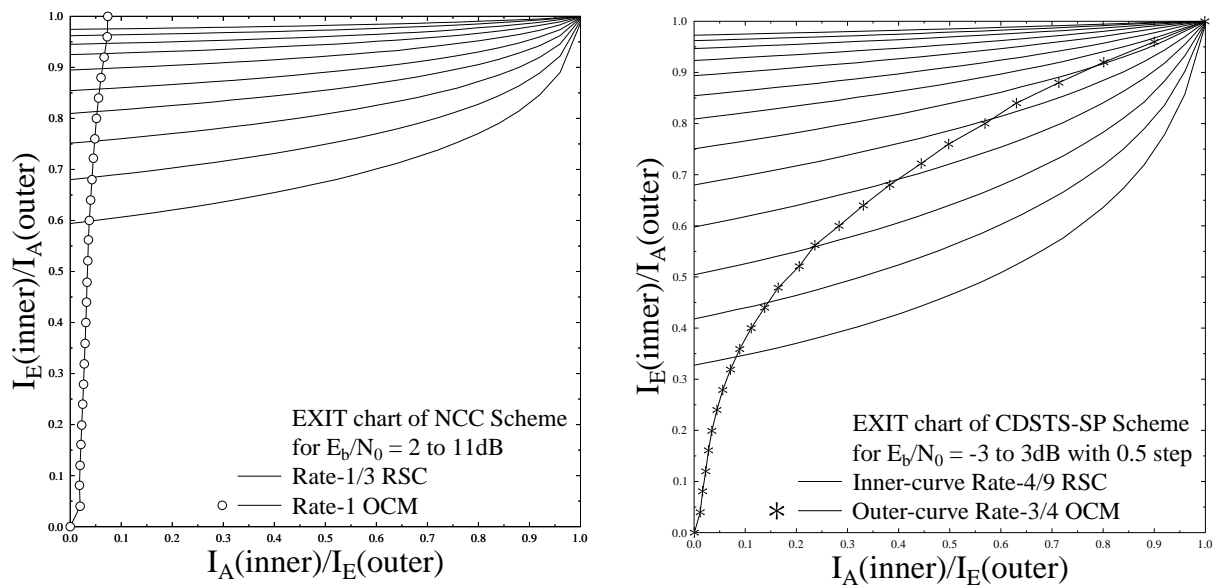 1.0
0.9
0.8
0.7
0.6
0.5
0.4
0.3
0.2
0.1
0.0
I_E(inner)/I_A(outer)
EXIT chart of NCC Scheme
for E_b/N_0 = 2 to 11dB
Rate-1/3 RSC
Rate-1 OCM
0.0 0.1 0.2 0.3 0.4 0.5 0.6 0.7 0.8 0.9 1.0
I_A(inner)/I_E(outer)
1.0
0.9
0.8
0.7
0.6
0.5
0.4
0.3
0.2
0.1
0.0
I_E(inner)/I_A(outer)
EXIT chart of CDSTS-SP Scheme
for E_b/N_0 = -3 to 3dB with 0.5 step
Inner-curve Rate-4/9 RSC
Outer-curve Rate-3/4 OCM
0.0 0.1 0.2 0.3 0.4 0.5 0.6 0.7 0.8 0.9 1.0
I_A(inner)/I_E(outer)